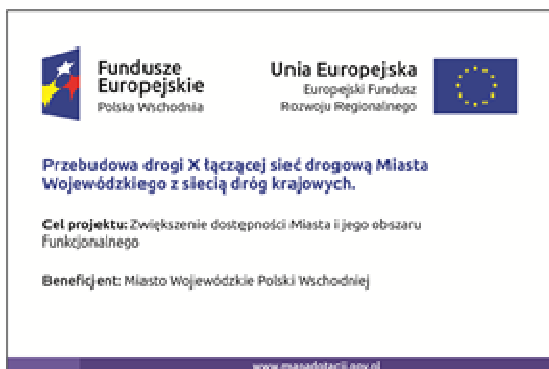 Fundusze
Europejskie
Polska Wschodnia
Unia Europejska
Europejski Fundusz
Rozwoju Regionalnego
Przebudowa drogi X łączącej sieć drogową Miasta
Wojewódzkiego z siecią dróg krajowych.
Cel projektu: Zwiększenie dostępności Miasta i jego obszaru
Funkcjonalnego
Beneficjent: Miasto Wojewódzkie Polski Wschodniej
www.mapadotacji.gov.pl